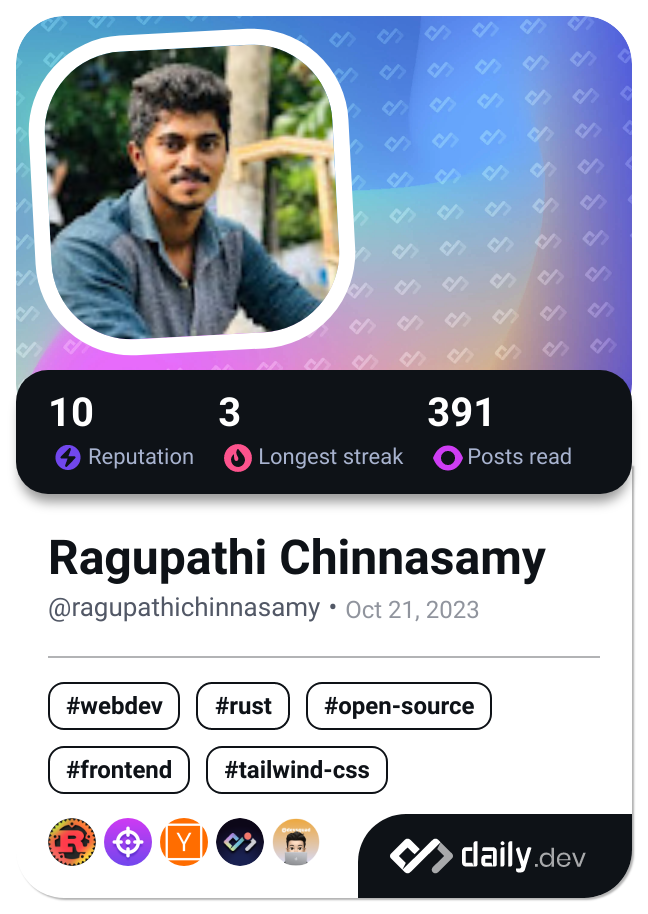 10 3 391
Reputation Longest streak Posts read
Ragupathi Chinnasamy
@ragupathichinnasamy • Oct 21, 2023
#webdev #rust #open-source
#frontend #tailwind-css
R Y
daily.dev